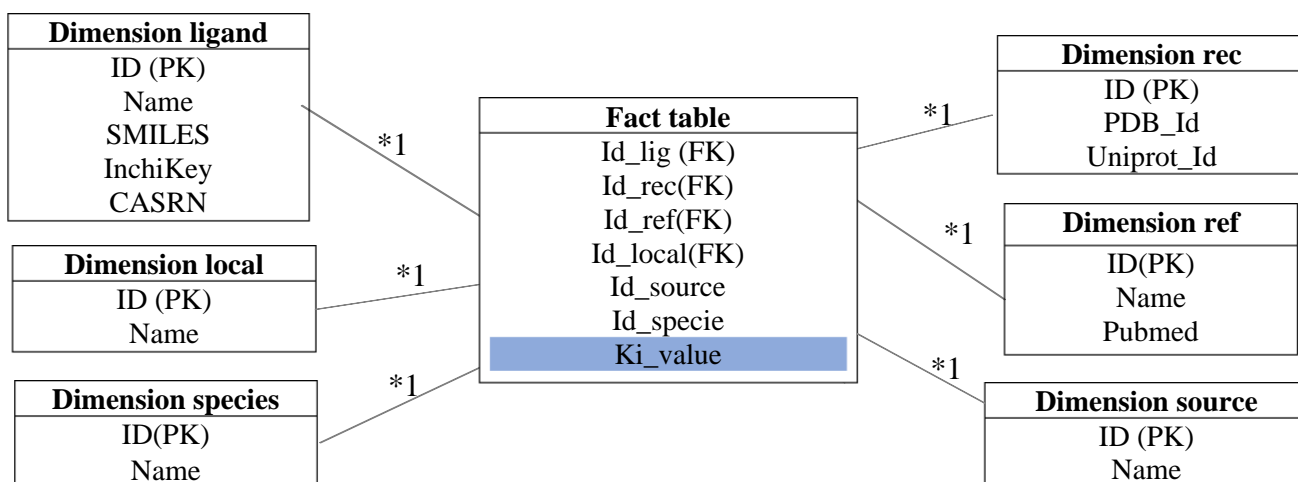 Dimension ligand
ID (PK)
Name
SMILES
InchiKey
CASRN
*1
Dimension local
ID (PK)
Name
*1
Dimension species
ID(PK)
Name
*1
Fact table
Id_lig (FK)
Id_rec(FK)
Id_ref(FK)
Id_local(FK)
Id_source
Id_specie
Ki_value
*1
Dimension rec
ID (PK)
PDB_Id
Uniprot_Id
*1
Dimension ref
ID(PK)
Name
Pubmed
*1
Dimension source
ID (PK)
Name